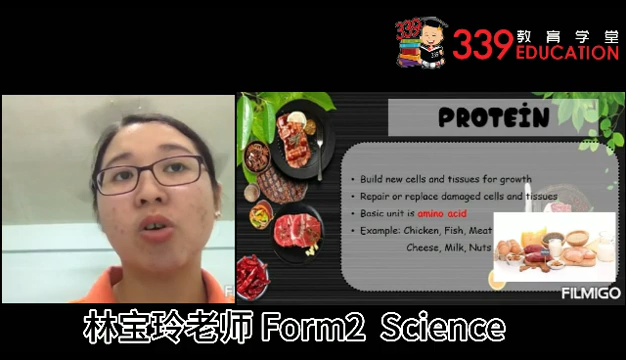 339 教育学堂
EDUCATION
PROTEIN
• Build new cells and tissues for growth
• Repair or replace damaged cells and tissues
• Basic unit is amino acid
• Example: Chicken, Fish, Meat
Cheese, Milk, Nuts
FILMIGO
林宝玲老师 Form2 Science